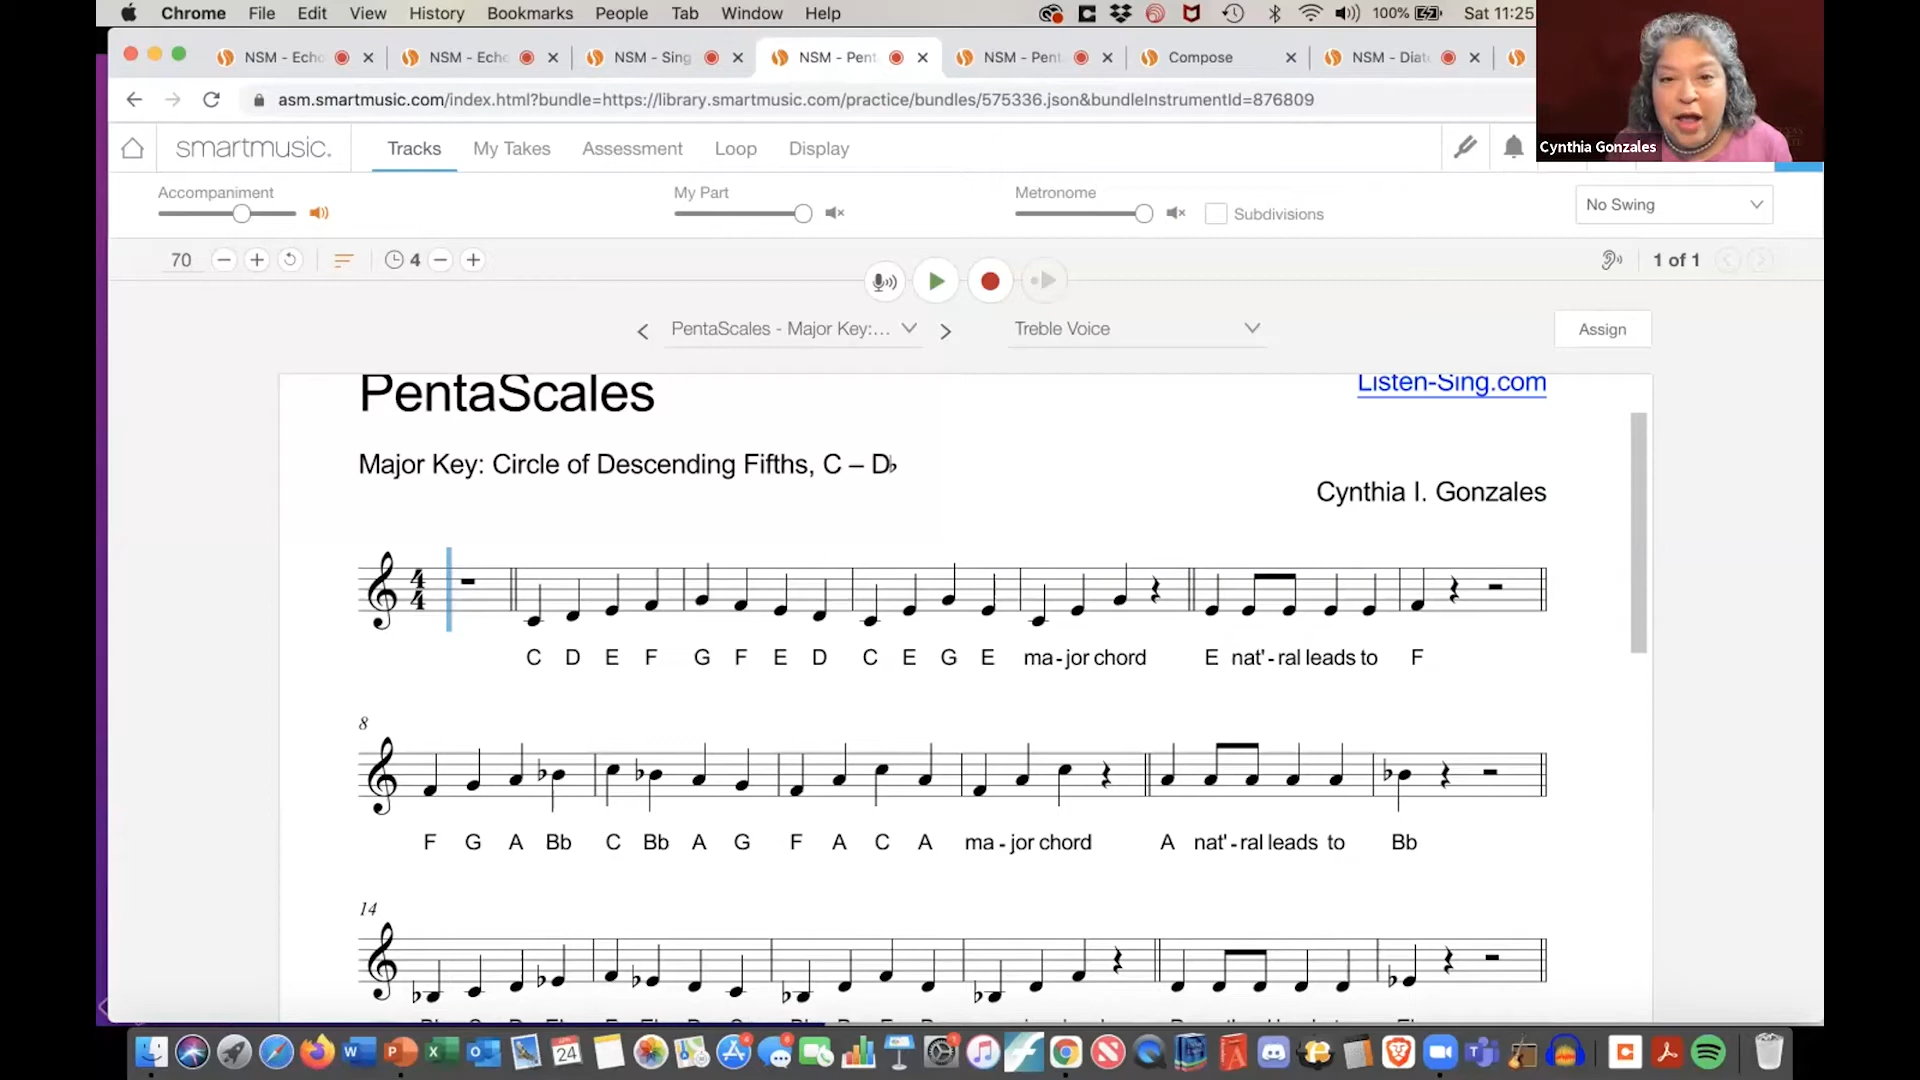 Chrome File Edit View History Bookmarks People Tab Window Help 100% Sat 11:25
NSM - Echo NSM - Echo NSM - Sing NSM - Pent NSM - Pent Compose NSM - Diat
asm.smartmusic.com/index.html?bundle=https://library.smartmusic.com/practice/bundles/575336.json&bundleInstrumentId=876809
Cynthia Gonzales
smartmusic. Tracks My Takes Assessment Loop Display
Accompaniment My Part Metronome Subdivisions No Swing
70 4 1 of 1
PentaScales - Major Key:... Treble Voice Assign
PentaScales Listen-Sing.com
Major Key: Circle of Descending Fifths, C – D♭
Cynthia I. Gonzales
4
4
C D E F G F E D C E G E ma - jor chord E nat' - ral leads to F
8
F G A Bb C Bb A G F A C A ma - jor chord A nat' - ral leads to Bb
14
24